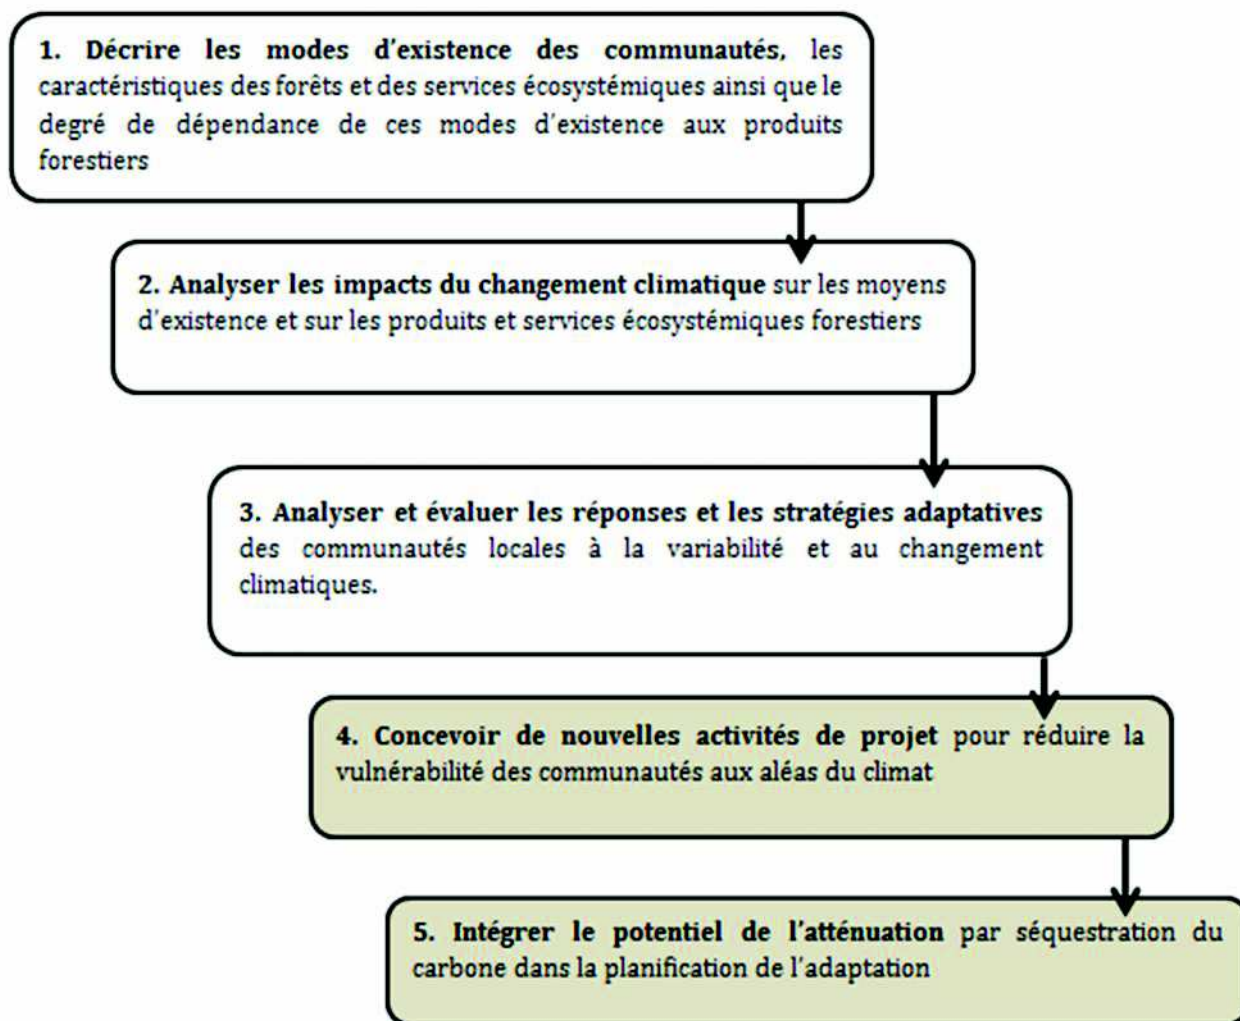 1. Décrire les modes d'existence des communautés, les
caractéristiques des forêts et des services écosystémiques ainsi que le
degré de dépendance de ces modes d'existence aux produits
forestiers
2. Analyser les impacts du changement climatique sur les moyens
d'existence et sur les produits et services écosystémiques forestiers
3. Analyser et évaluer les réponses et les stratégies adaptatives
des communautés locales à la variabilité et au changement
climatiques.
4. Concevoir de nouvelles activités de projet pour réduire la
vulnérabilité des communautés aux aléas du climat
5. Intégrer le potentiel de l'atténuation par séquestration du
carbone dans la planification de l'adaptation